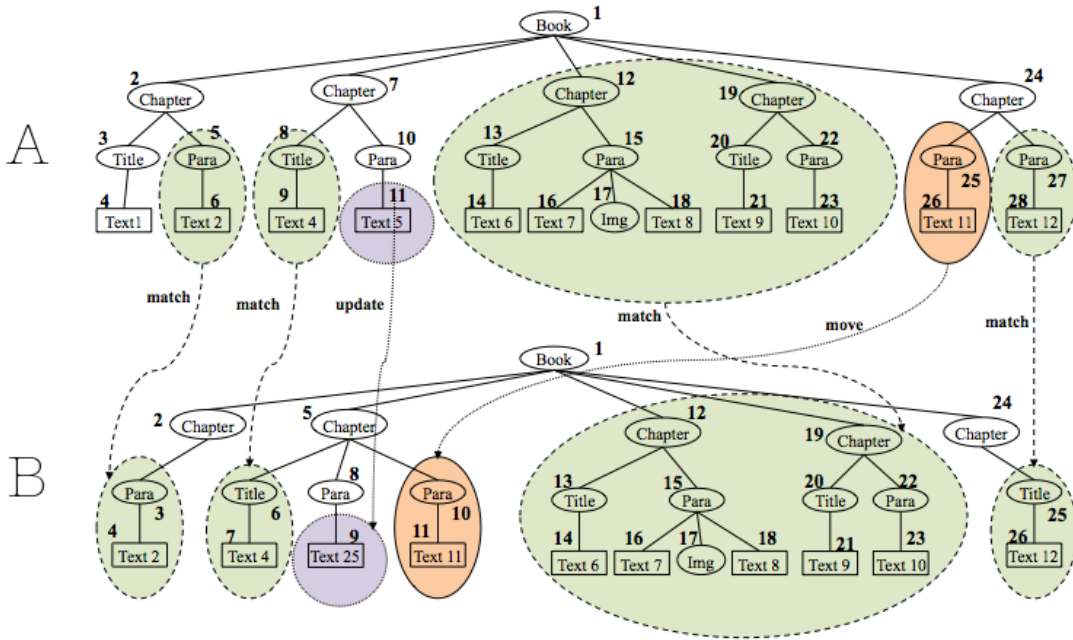 Book 1
2 7 12 24
Chapter Chapter Chapter 19 Chapter Chapter
A
3 5 8 10 13 15 20 22
Title Para Title Para Title Para Title Para Para Para
25 27
4 6 9 11 14 16 17 18 21 23 26 28
Text1 Text 2 Text 4 Text 5 Text 6 Text 7 Img Text 8 Text 9 Text 10 Text 11 Text 12
match match update match move match
Book 1
2 5 12 24
Chapter Chapter Chapter 19 Chapter Chapter
B
8 13 15 20 22
Para Title Para Para Title Para Title Para Title
3 6 10 25
4 7 9 11 14 16 17 18 21 23 26
Text 2 Text 4 Text 25 Text 11 Text 6 Text 7 Img Text 8 Text 9 Text 10 Text 12